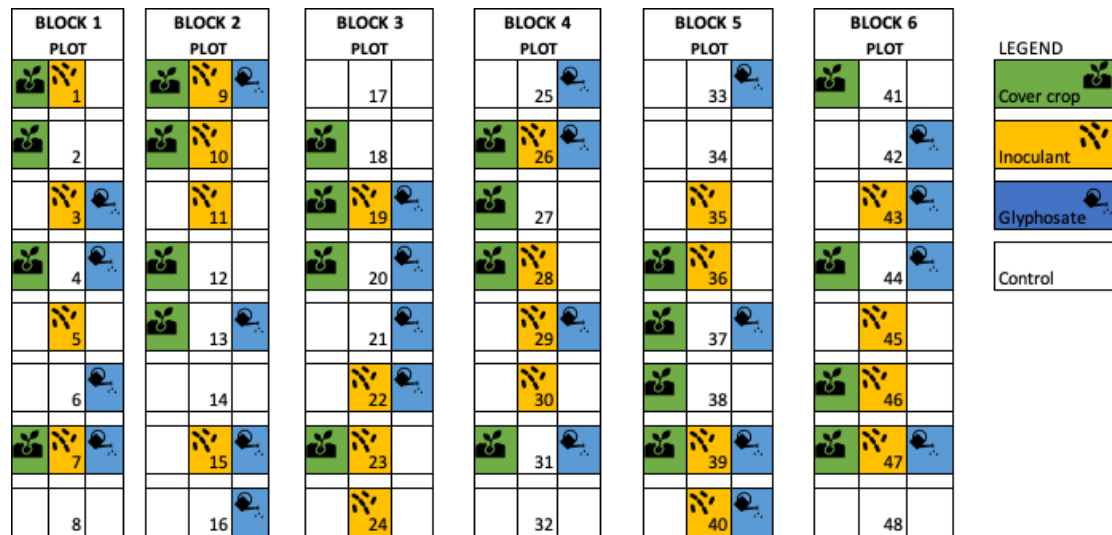 BLOCK 1 BLOCK 2 BLOCK 3 BLOCK 4 BLOCK 5 BLOCK 6
PLOT PLOT PLOT PLOT PLOT PLOT LEGEND
1 9 17 25 33 41 Cover crop
2 10 18 26 34 42 Inoculant
3 11 19 27 35 43 Glyphosate
4 12 20 28 36 44 Control
5 13 21 29 37 45
6 14 22 30 38 46
7 15 23 31 39 47
8 16 24 32 40 48